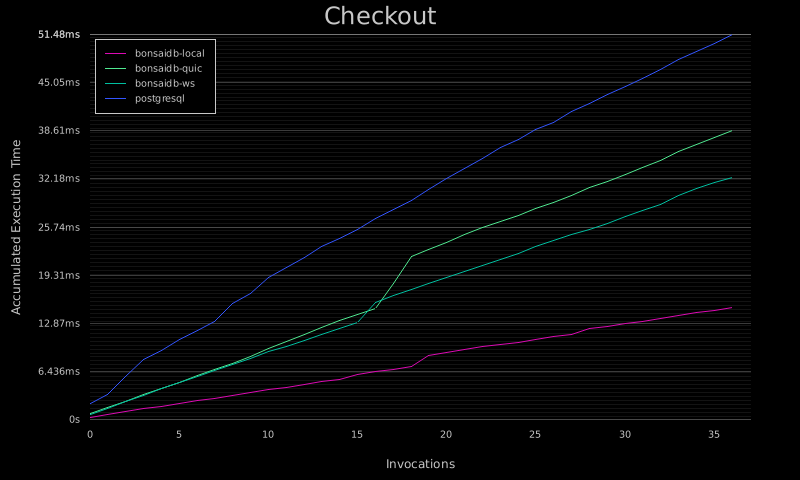 Checkout
51.48ms
45.05ms
38.61ms
32.18ms
25.74ms
19.31ms
12.87ms
6.436ms
0s
bonsaidb-local
bonsaidb-quic
bonsaidb-ws
postgresql
Accumulated Execution Time
0 5 10 15 20 25 30 35
Invocations